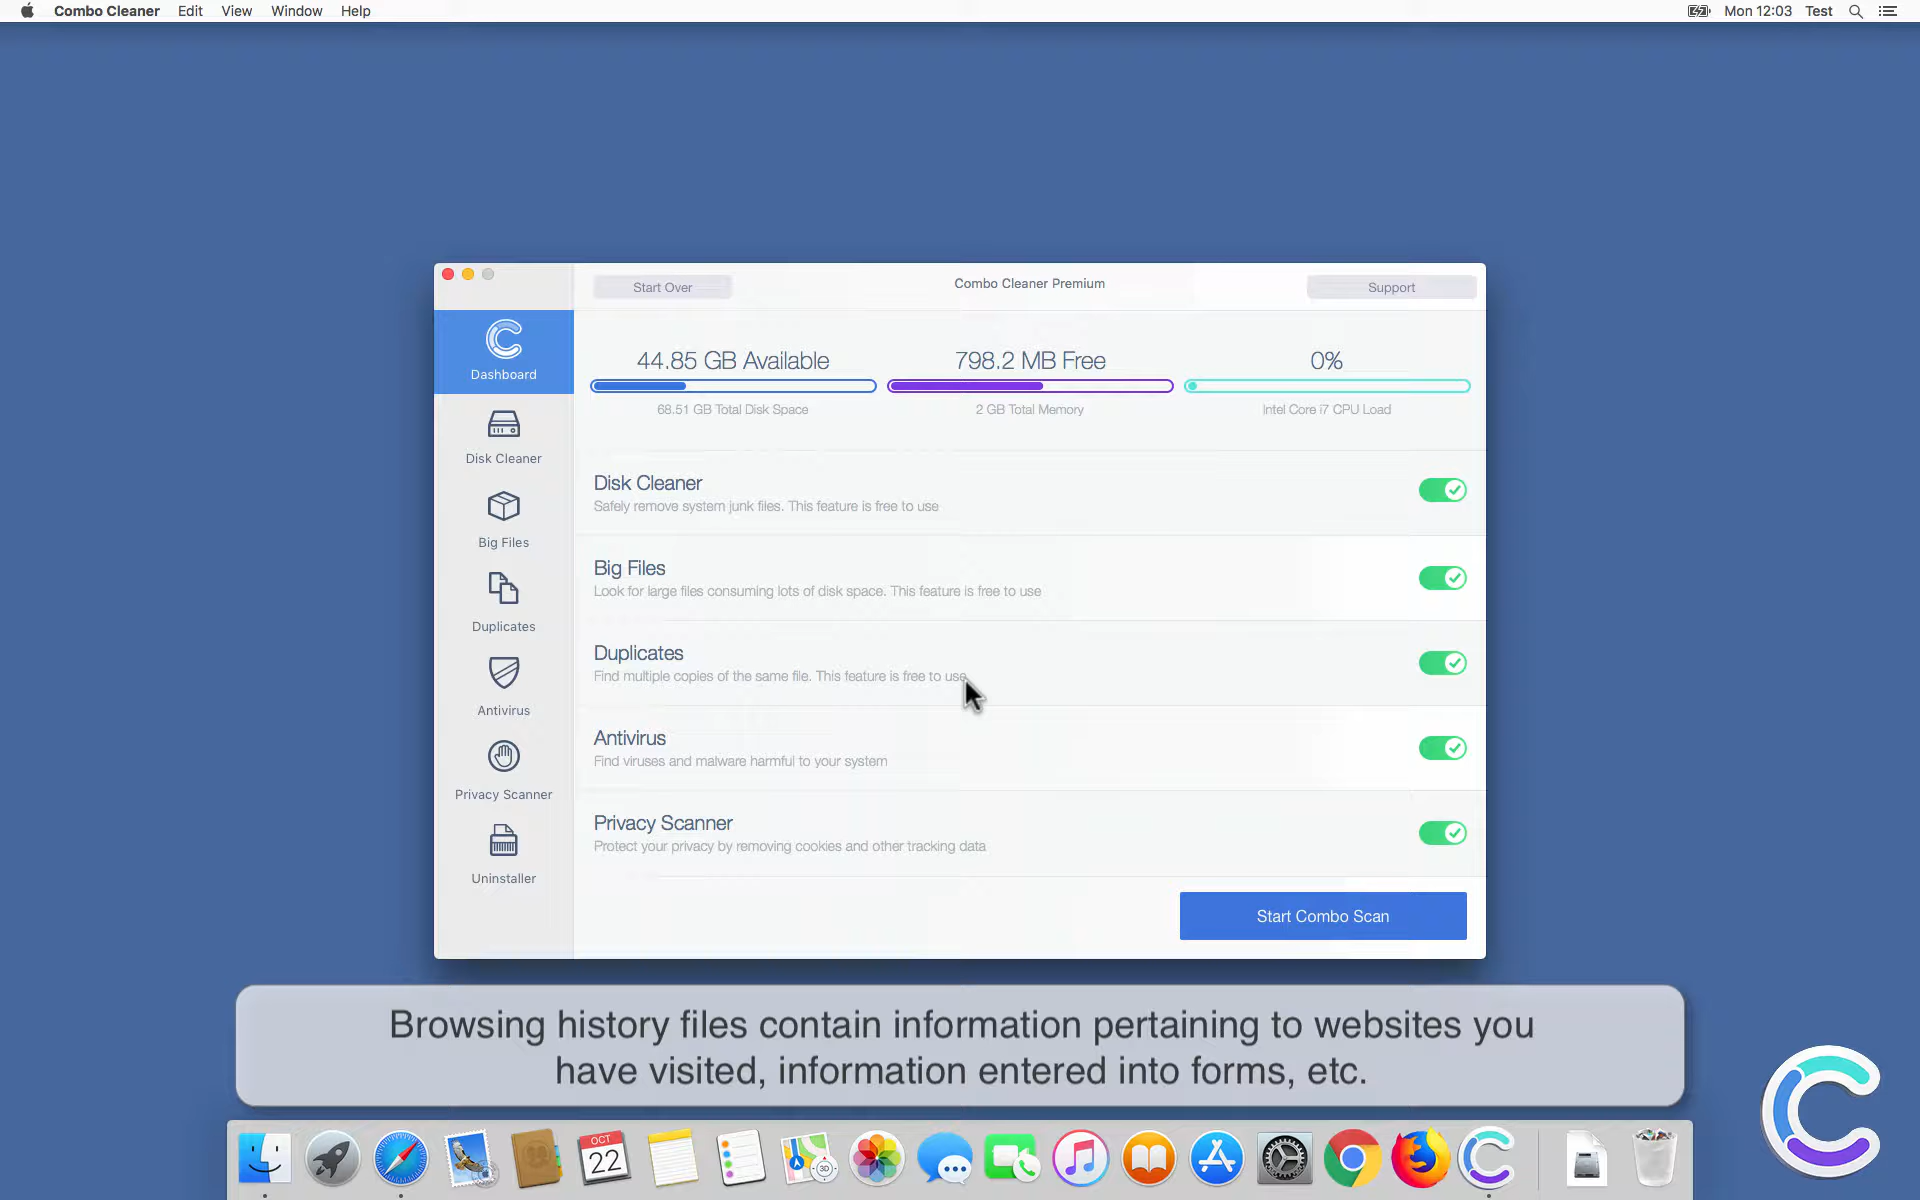 Combo Cleaner Edit View Window Help Mon 12:03 Test
Start Over Combo Cleaner Premium Support
Dashboard
Disk Cleaner
Big Files
Duplicates
Antivirus
Privacy Scanner
Uninstaller
44.85 GB Available 798.2 MB Free 0%
68.51 GB Total Disk Space 2 GB Total Memory Intel Core i7 CPU Load
Disk Cleaner
Safely remove system junk files. This feature is free to use
Big Files
Look for large files consuming lots of disk space. This feature is free to use
Duplicates
Find multiple copies of the same file. This feature is free to use
Antivirus
Find viruses and malware harmful to your system
Privacy Scanner
Protect your privacy by removing cookies and other tracking data
Start Combo Scan
Browsing history files contain information pertaining to websites you
have visited, information entered into forms, etc.
OCT
22
3D